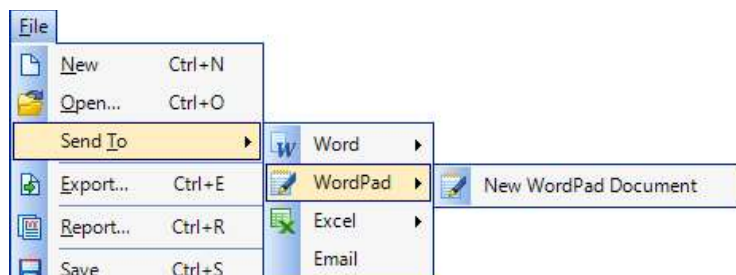 File
New Ctrl+N
Open... Ctrl+O
Send To
Word
Export... Ctrl+E
WordPad
New WordPad Document
Report... Ctrl+R
Excel
Save Ctrl+S
Email